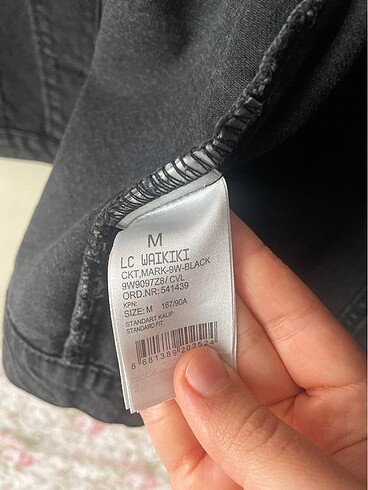 M
LC WAIKIKI
CKT,MARK-9W-BLACK
9W9097Z8/ CVL
ORD.NR: 541439
KPN:
SIZE: M 167/90A
STANDART KALIP
STANDARD FIT
8 681389 203524